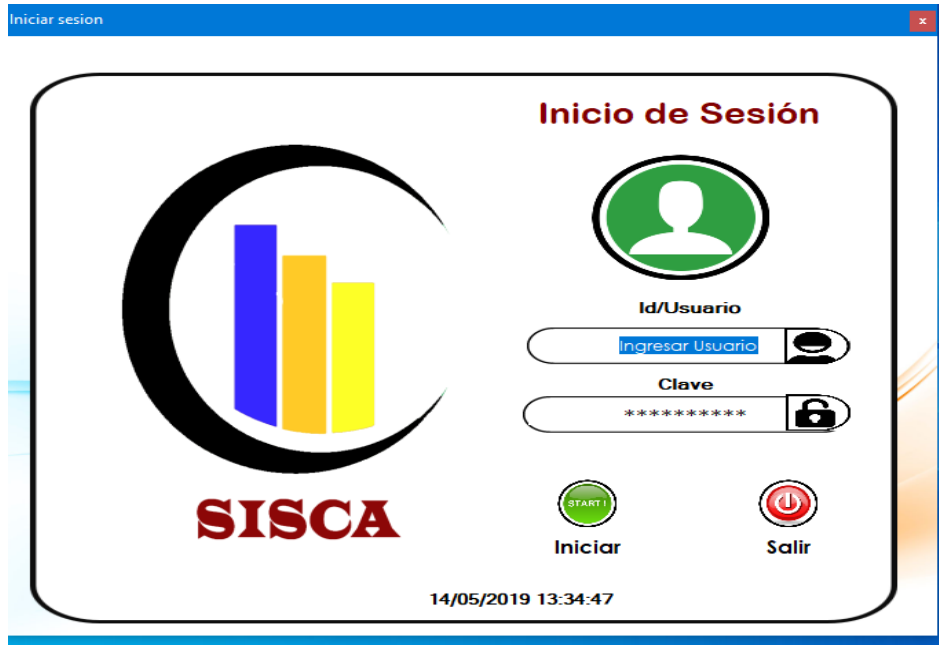 Iniciar sesion
x
Inicio de Sesión
Id/Usuario
Ingresar Usuario
Clave
**********
START !
SISCA
Iniciar
Salir
14/05/2019 13:34:47